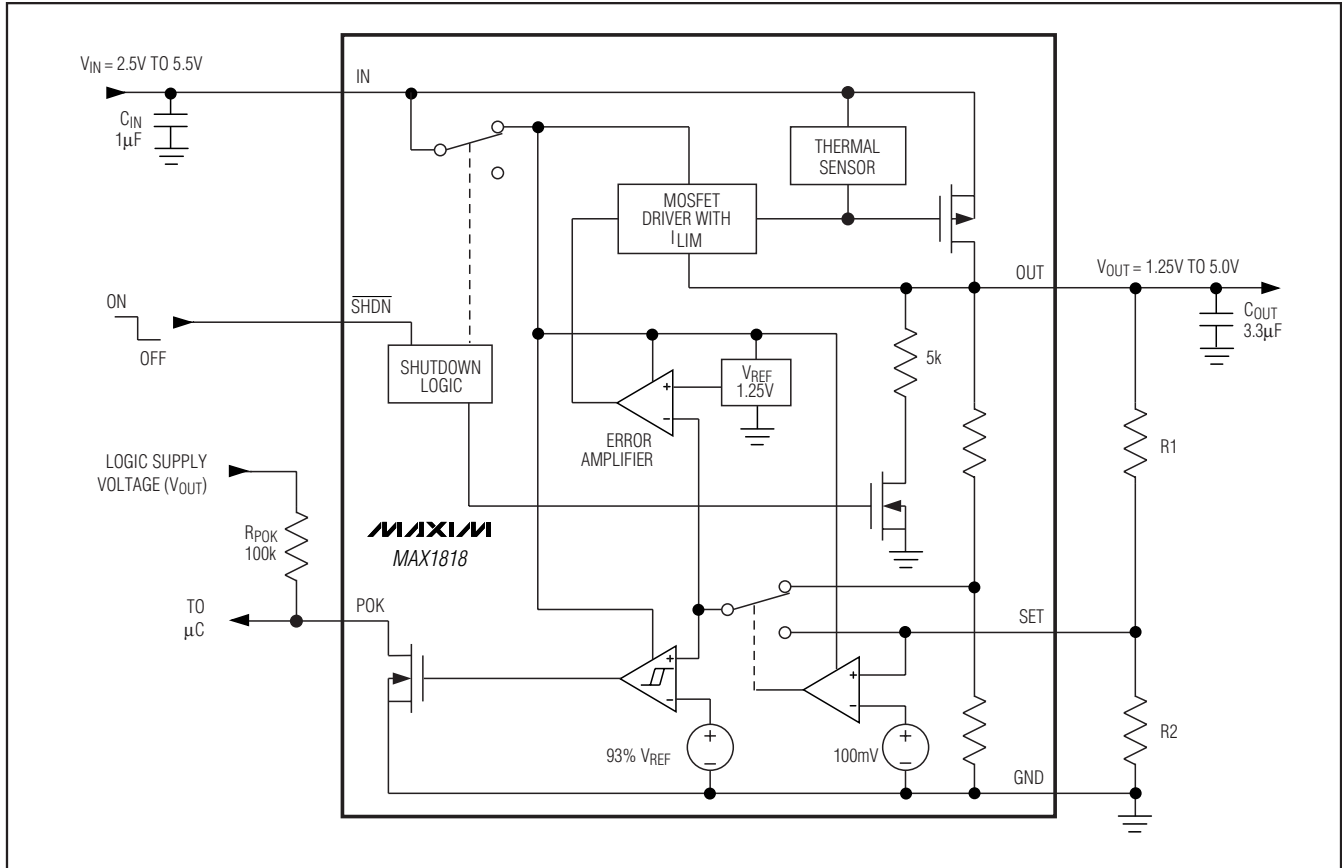 V_IN = 2.5V TO 5.5V
IN
C_IN
1µF
THERMAL
SENSOR
MOSFET
DRIVER WITH
I_LIM
OUT
V_OUT = 1.25V TO 5.0V
C_OUT
3.3µF
ON
OFF
S̅H̅D̅N̅
SHUTDOWN
LOGIC
+
−
V_REF
1.25V
5k
ERROR
AMPLIFIER
R1
LOGIC SUPPLY
VOLTAGE (V_OUT)
R_POK
100k
MAXIM
MAX1818
TO
µC
POK
SET
+
−
+
−
93% V_REF
+
−
100mV
+
−
R2
GND